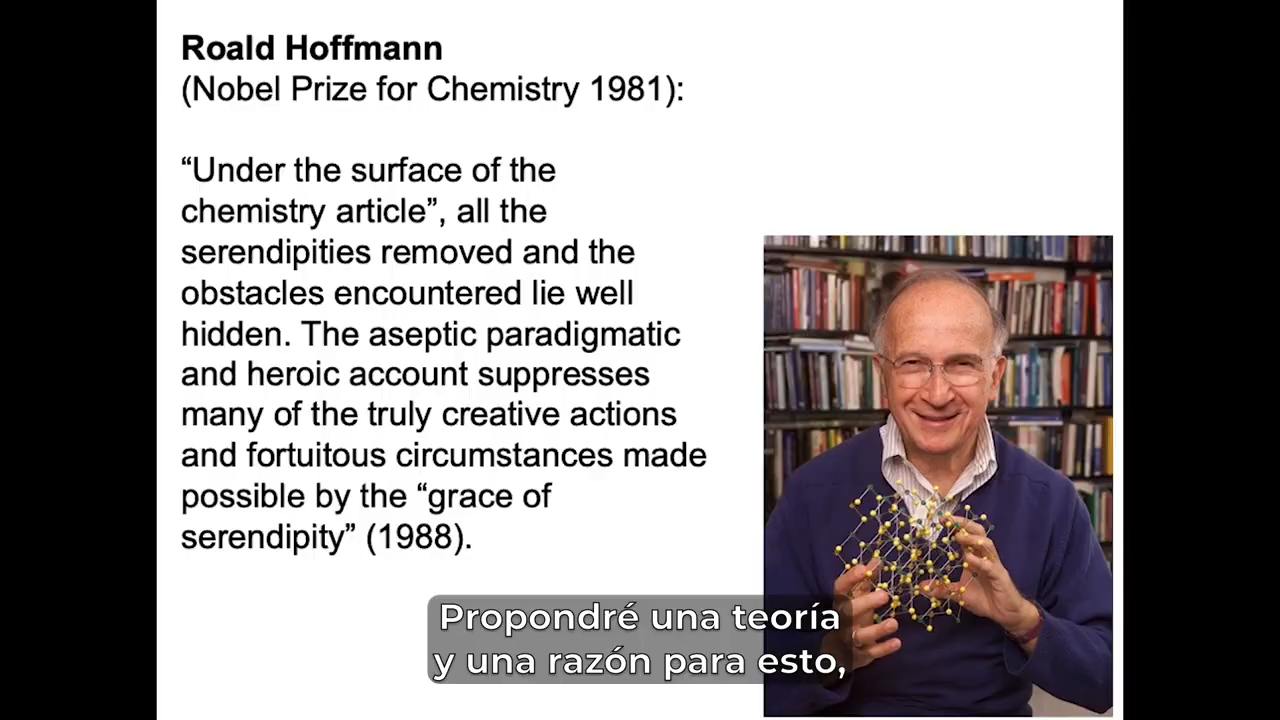 Roald Hoffmann
(Nobel Prize for Chemistry 1981):
“Under the surface of the
chemistry article”, all the
serendipities removed and the
obstacles encountered lie well
hidden. The aseptic paradigmatic
and heroic account suppresses
many of the truly creative actions
and fortuitous circumstances made
possible by the “grace of
serendipity” (1988).
Propondré una teoría
y una razón para esto,